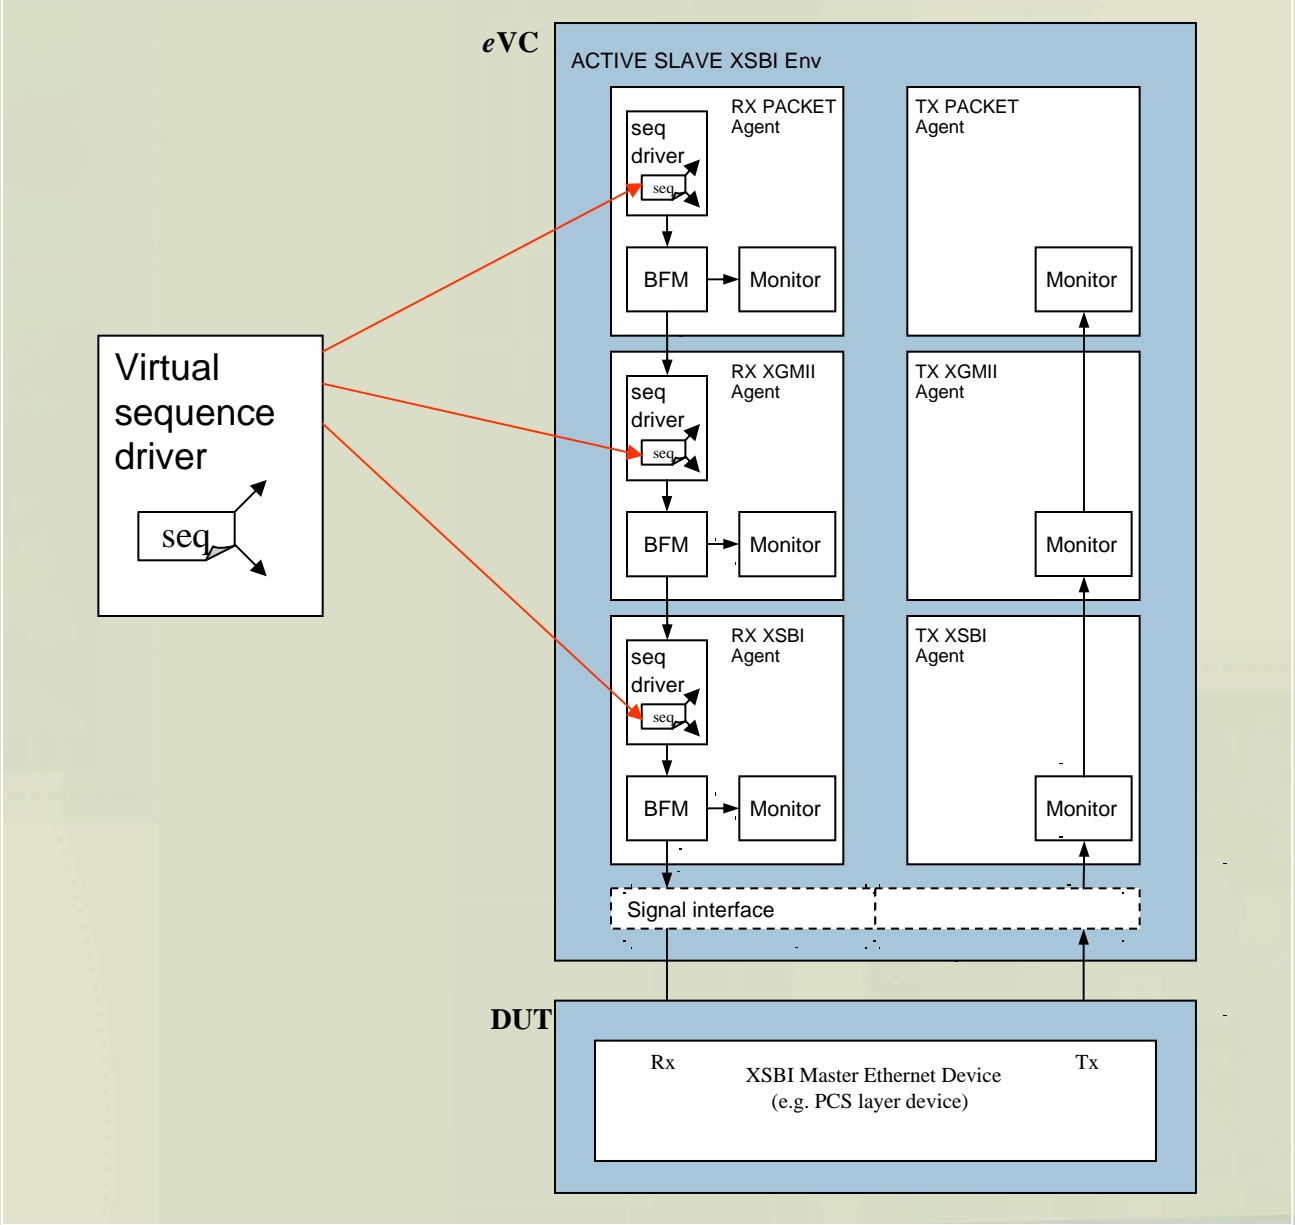 eVC
ACTIVE SLAVE XSBI Env
RX PACKET
Agent
seq
driver
seq
BFM
Monitor
TX PACKET
Agent
Monitor
Virtual
sequence
driver
seq
RX XGMII
Agent
seq
driver
seq
BFM
Monitor
TX XGMII
Agent
Monitor
RX XSBI
Agent
seq
driver
seq
BFM
Monitor
TX XSBI
Agent
Monitor
Signal interface
DUT
Rx
Tx
XSBI Master Ethernet Device
(e.g. PCS layer device)